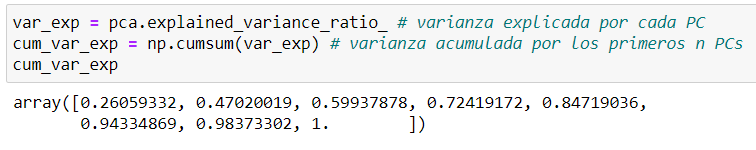 var_exp = pca.explained_variance_ratio_ # varianza explicada por cada PC
cum_var_exp = np.cumsum(var_exp) # varianza acumulada por los primeros n PCs
cum_var_exp
array([0.26059332, 0.47020019, 0.59937878, 0.72419172, 0.84719036,
0.94334869, 0.98373302, 1.        ])